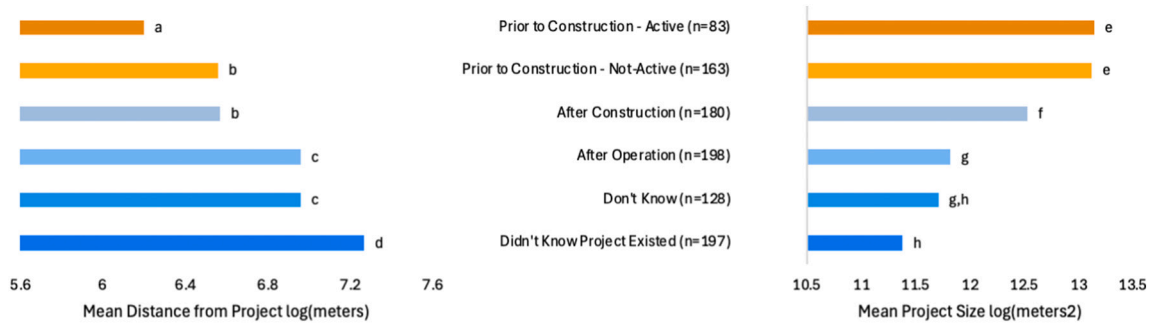 a Prior to Construction - Active (n=83) e
b Prior to Construction - Not-Active (n=163) e
b After Construction (n=180) f
c After Operation (n=198) g
c Don't Know (n=128) g,h
d Didn't Know Project Existed (n=197) h
5.6 6 6.4 6.8 7.2 7.6 10.5 11 11.5 12 12.5 13 13.5
Mean Distance from Project log(meters) Mean Project Size log(meters2)